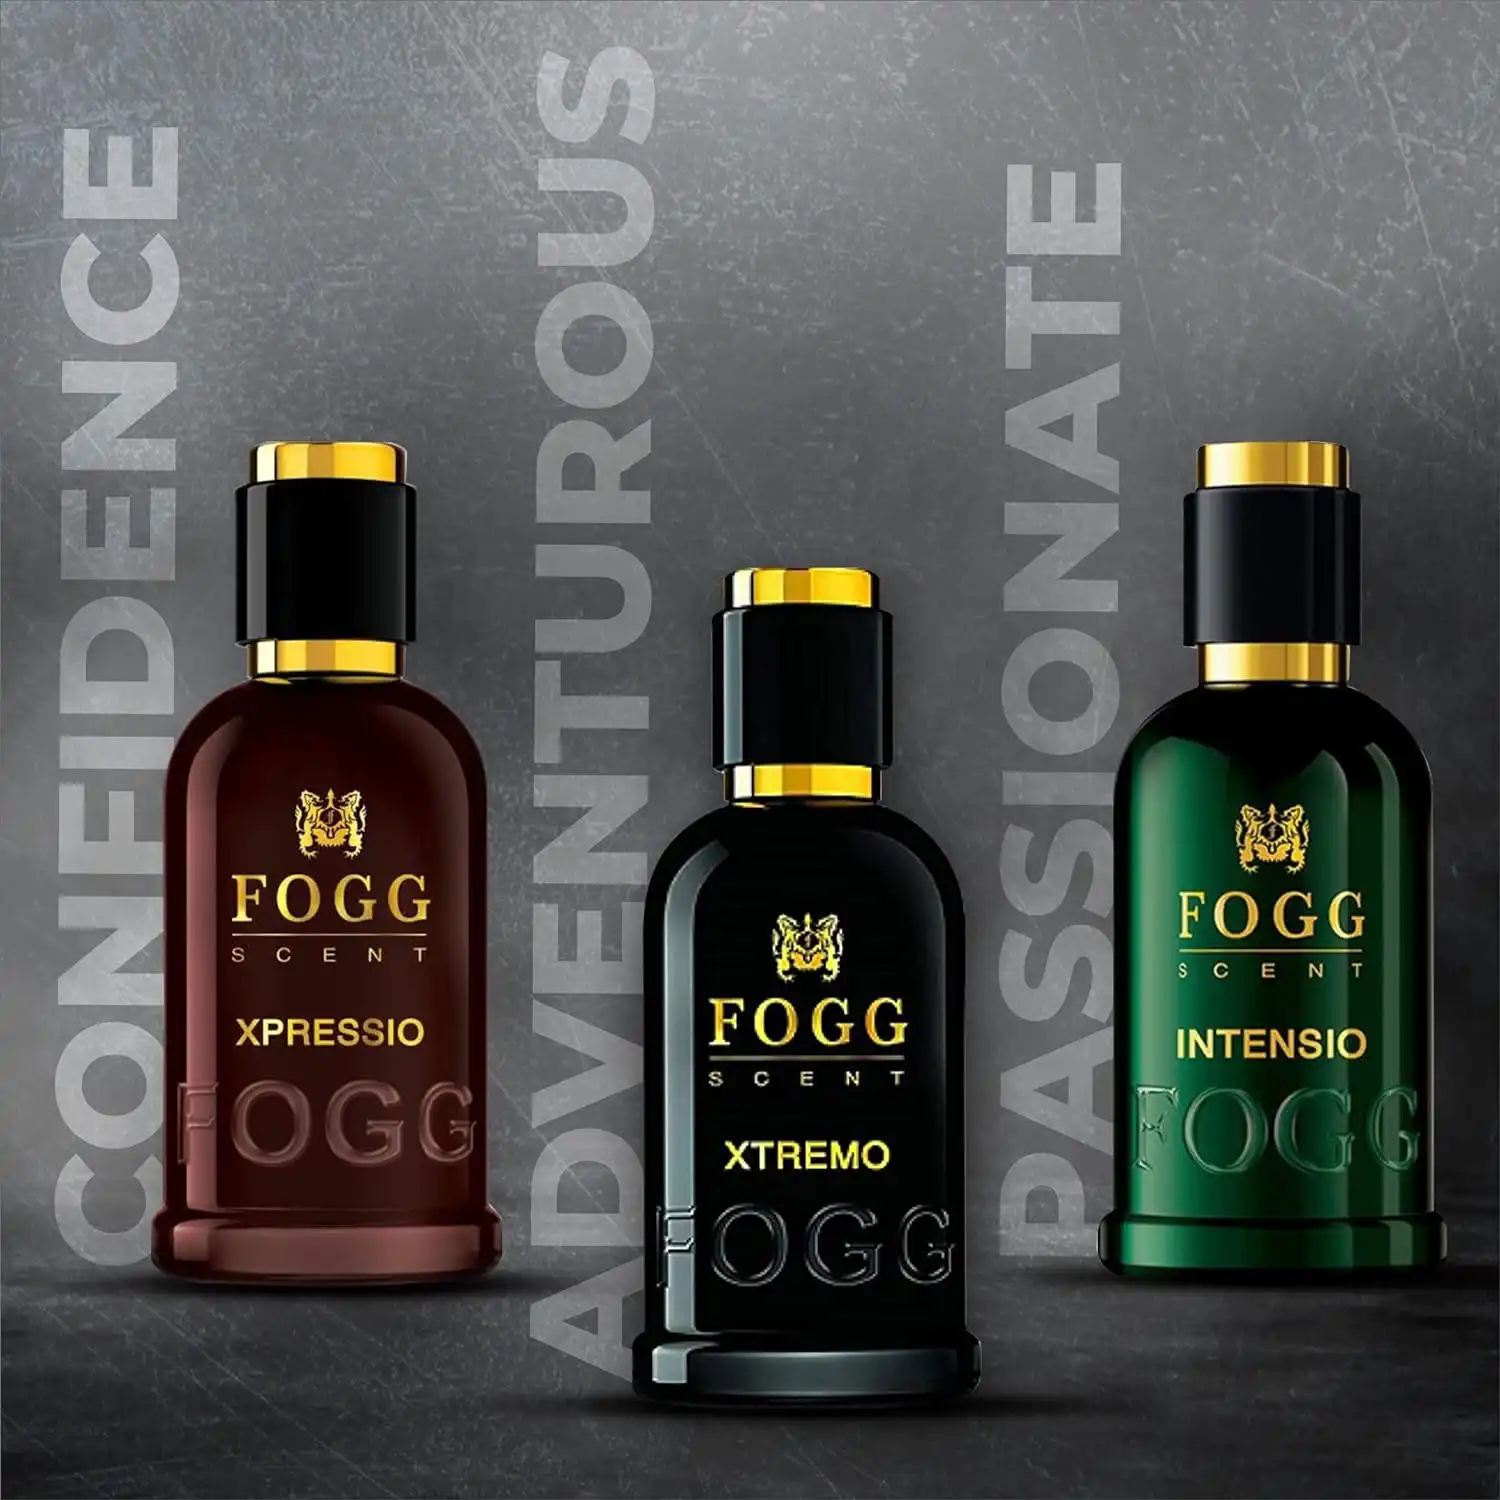 CONFIDENCE
ADVENTUROUS
PASSIONATE
FOGG
SCENT
XPRESSIO
FOGG
FOGG
SCENT
XTREMO
FOGG
FOGG
SCENT
INTENSIO
FOGG